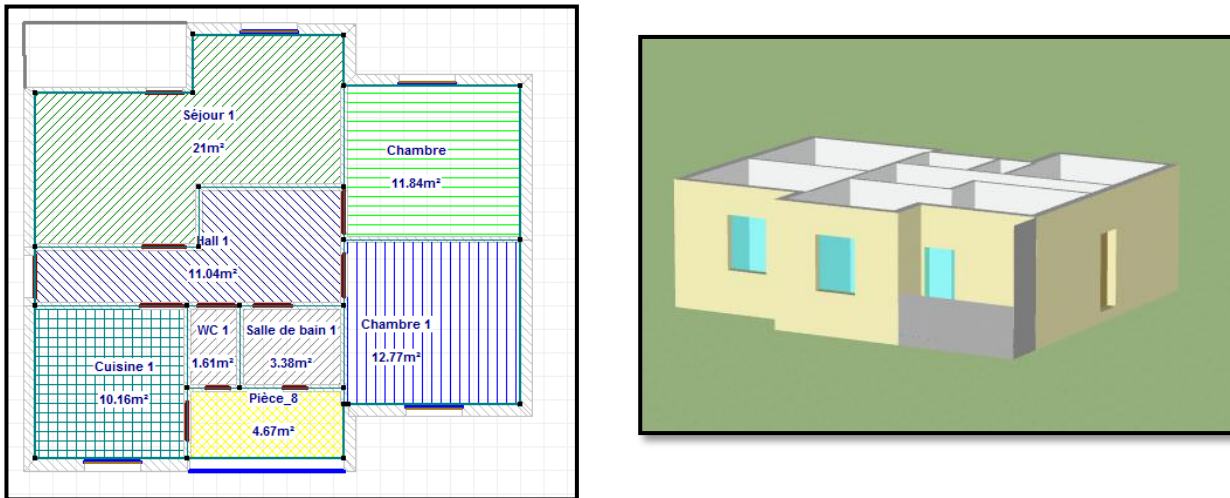 Séjour 1
21m²
Chambre
11.84m²
Hall 1
11.04m²
Chambre 1
12.77m²
WC 1
1.61m²
Salle de bain 1
3.38m²
Cuisine 1
10.16m²
Pièce_8
4.67m²